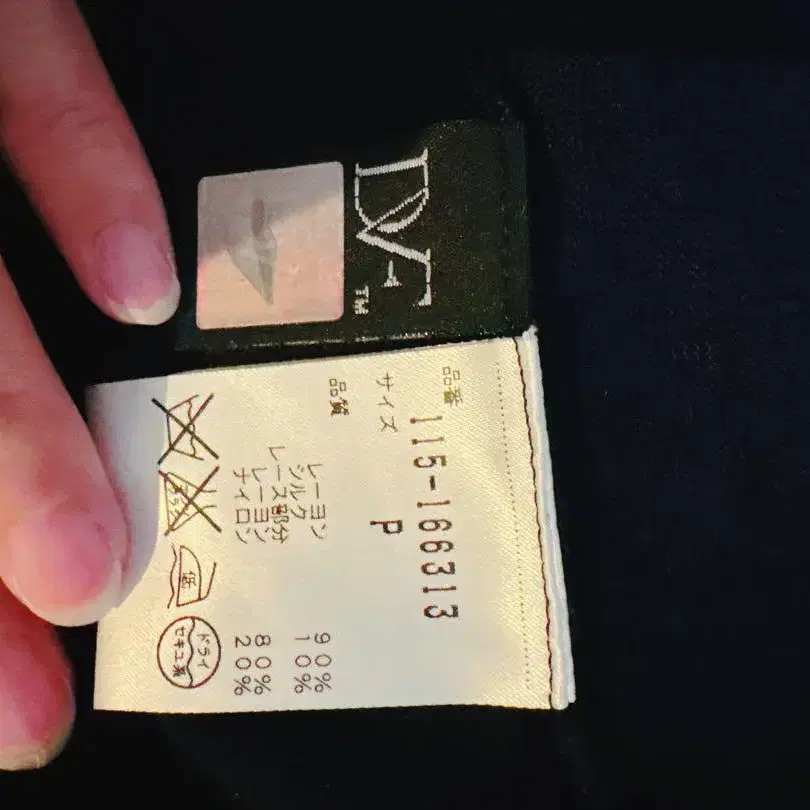 DVF
TM
品番
115-166313
サイズ
P
品質
レーヨン 90%
シルク 10%
レース部分
レーヨン 80%
ナイロン 20%
低
ドライ
セキユ系